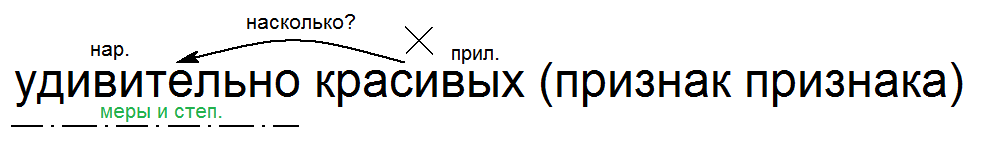 насколько?
нар.
прил.
удивительно красивых (признак признака)
меры и степ.